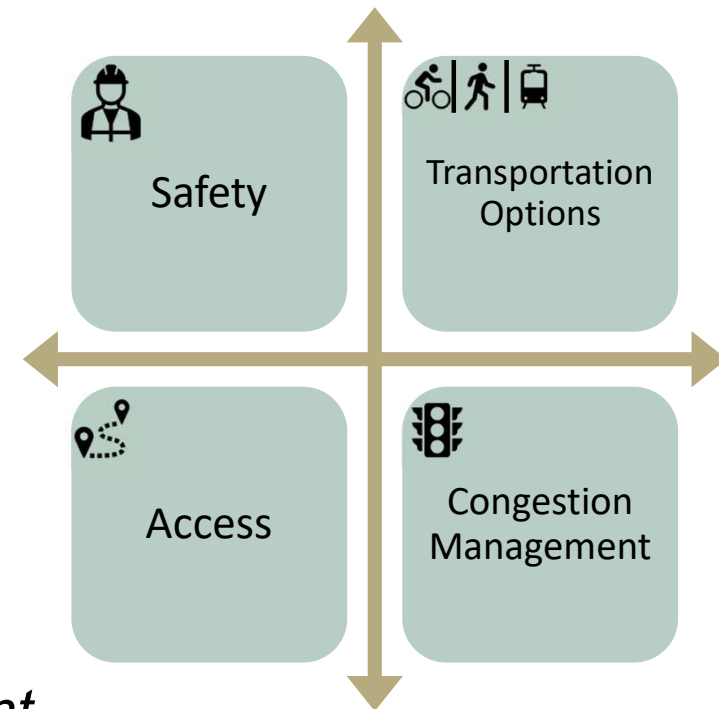 Safety
Transportation
Options
Access
Congestion
Management